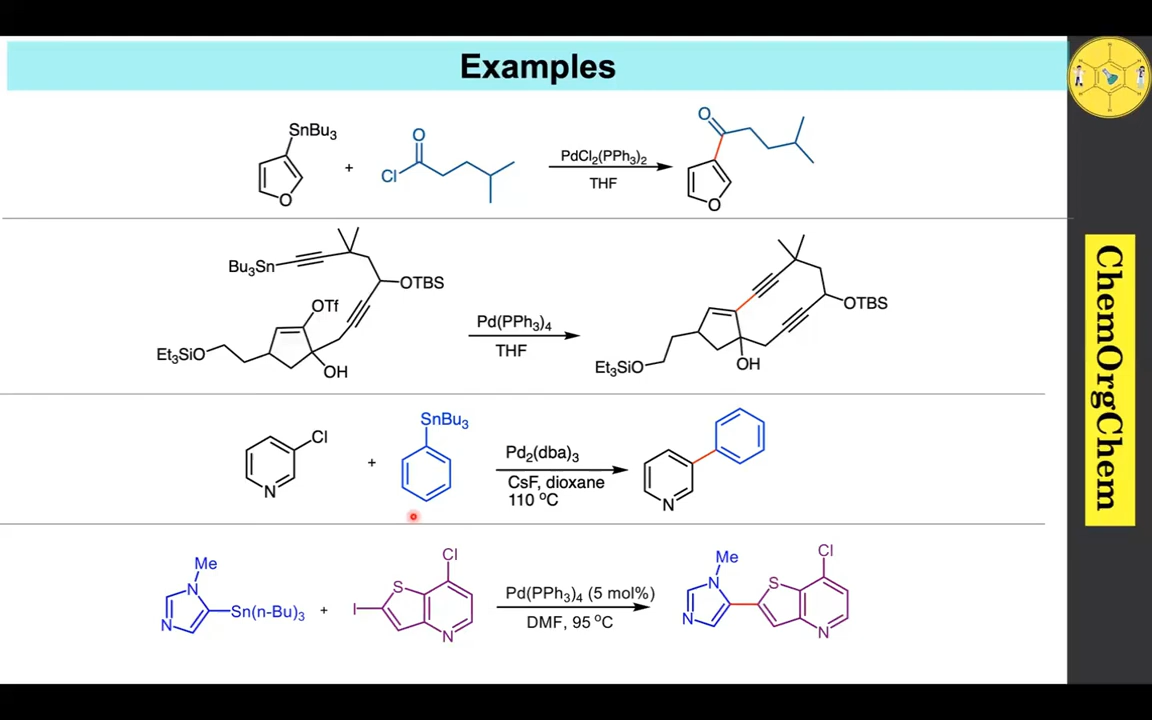 Examples
SnBu3
O
+
Cl
O
PdCl2(PPh3)2
THF
O
O
Bu3Sn
OTBS
OTf
Et3SiO
OH
Pd(PPh3)4
THF
OTBS
Et3SiO
OH
Cl
N
+
SnBu3
Pd2(dba)3
CsF, dioxane
110 °C
N
Me
N
N
Sn(n-Bu)3
+
Cl
S
I
N
Pd(PPh3)4 (5 mol%)
DMF, 95 °C
Me
N
N
S
Cl
N
ChemOrgChem